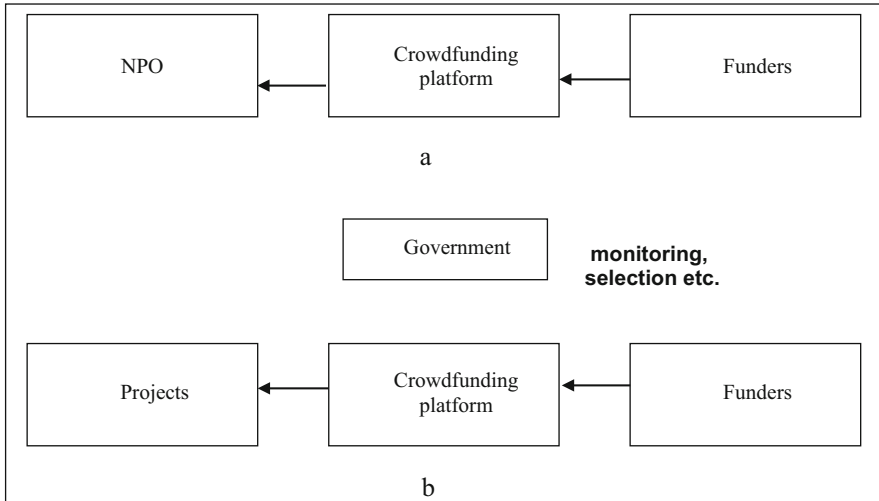 NPO
Crowdfunding
platform
Funders
a
Government
monitoring,
selection etc.
Projects
Crowdfunding
platform
Funders
b